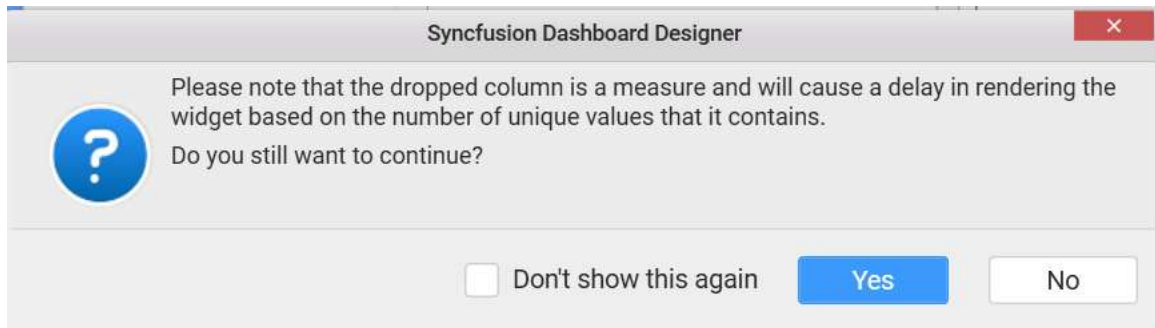 Syncfusion Dashboard Designer
Please note that the dropped column is a measure and will cause a delay in rendering the
widget based on the number of unique values that it contains.
Do you still want to continue?
Don't show this again
Yes
No